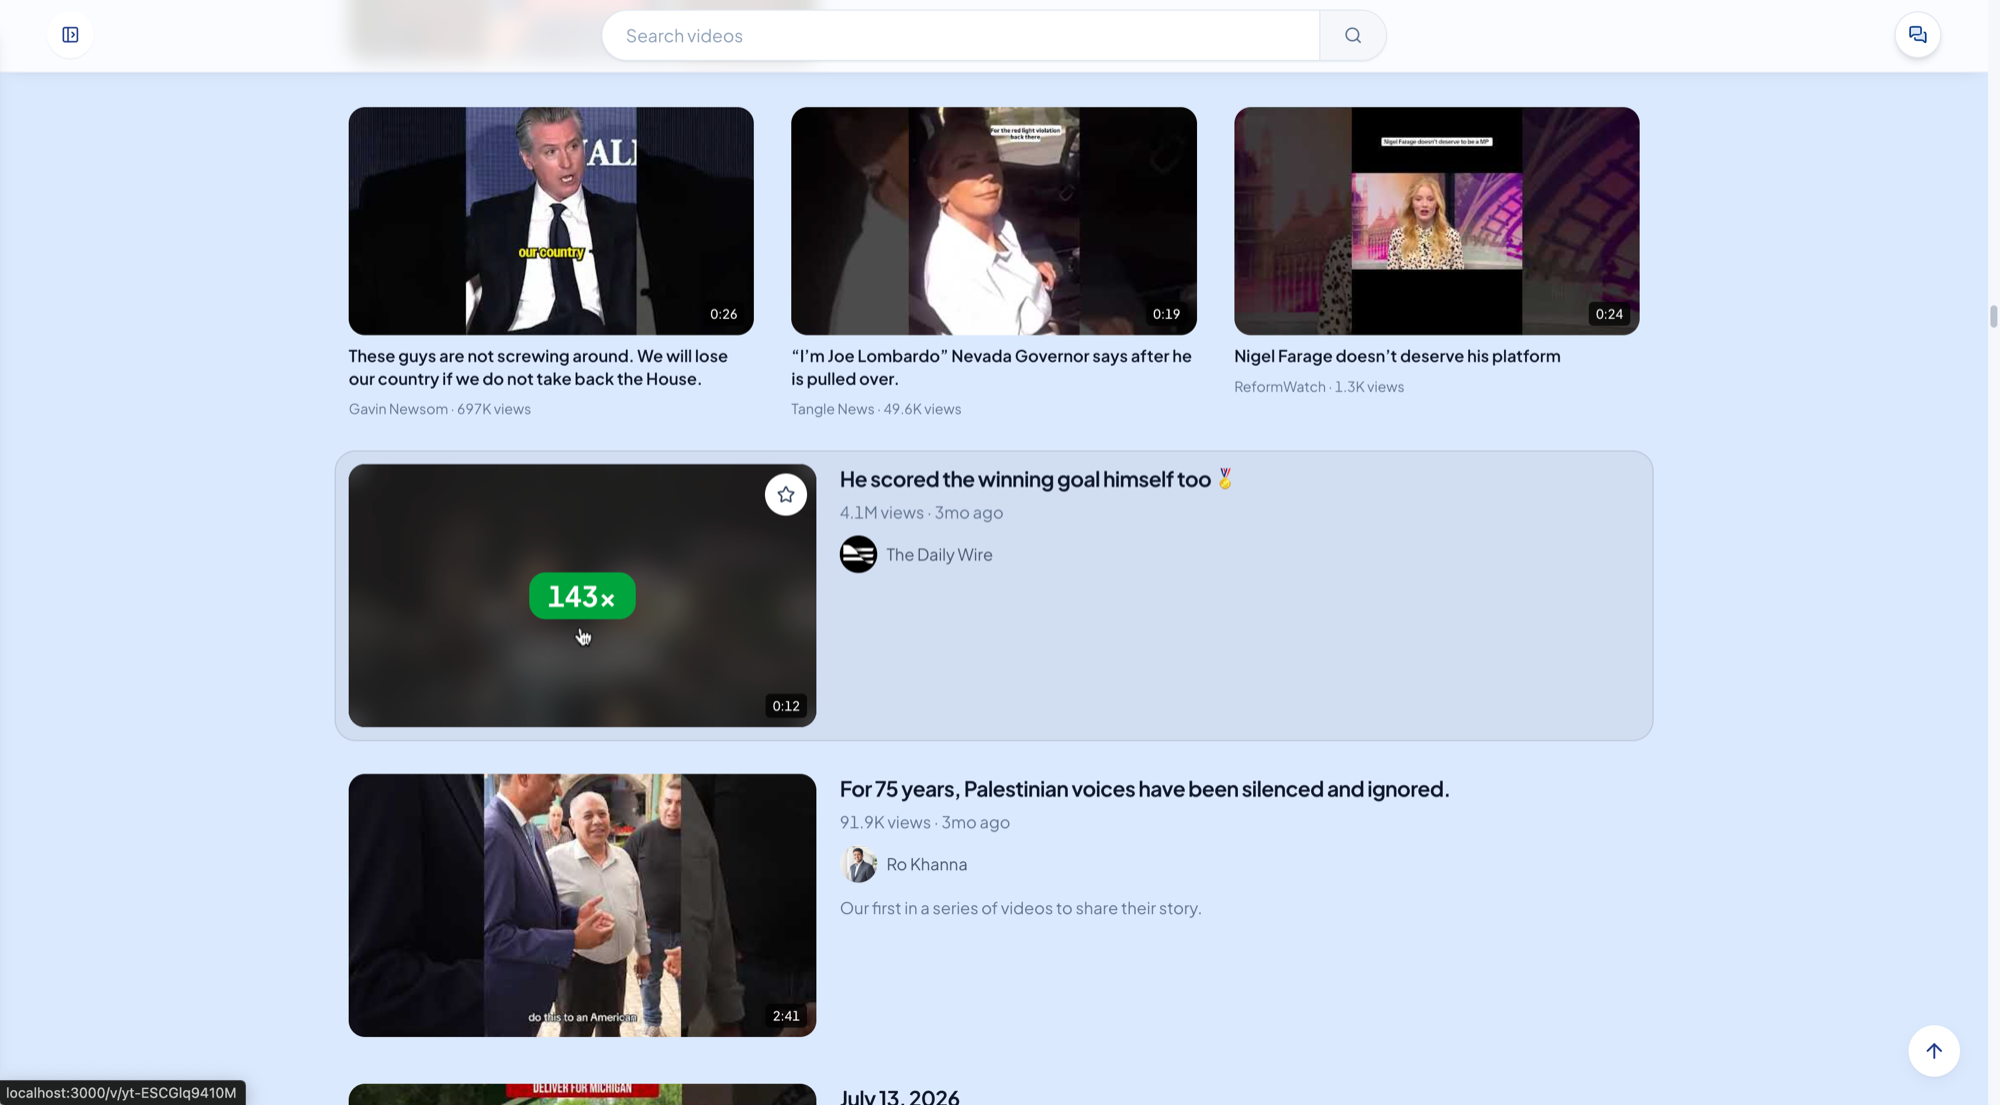 Search videos
ALI
our country
0:26
These guys are not screwing around. We will lose
our country if we do not take back the House.
Gavin Newsom · 697K views
For the red light violation
back there
0:19
“I’m Joe Lombardo” Nevada Governor says after he
is pulled over.
Tangle News · 49.6K views
Nigel Farage doesn't deserve to be a MP
0:24
Nigel Farage doesn’t deserve his platform
ReformWatch · 1.3K views
143×
0:12
He scored the winning goal himself too🏅
4.1M views · 3mo ago
The Daily Wire
do this to an American
2:41
For 75 years, Palestinian voices have been silenced and ignored.
91.9K views · 3mo ago
Ro Khanna
Our first in a series of videos to share their story.
DELIVER FOR MICHIGAN
July 13, 2026
localhost:3000/v/yt-ESCGIq9410M